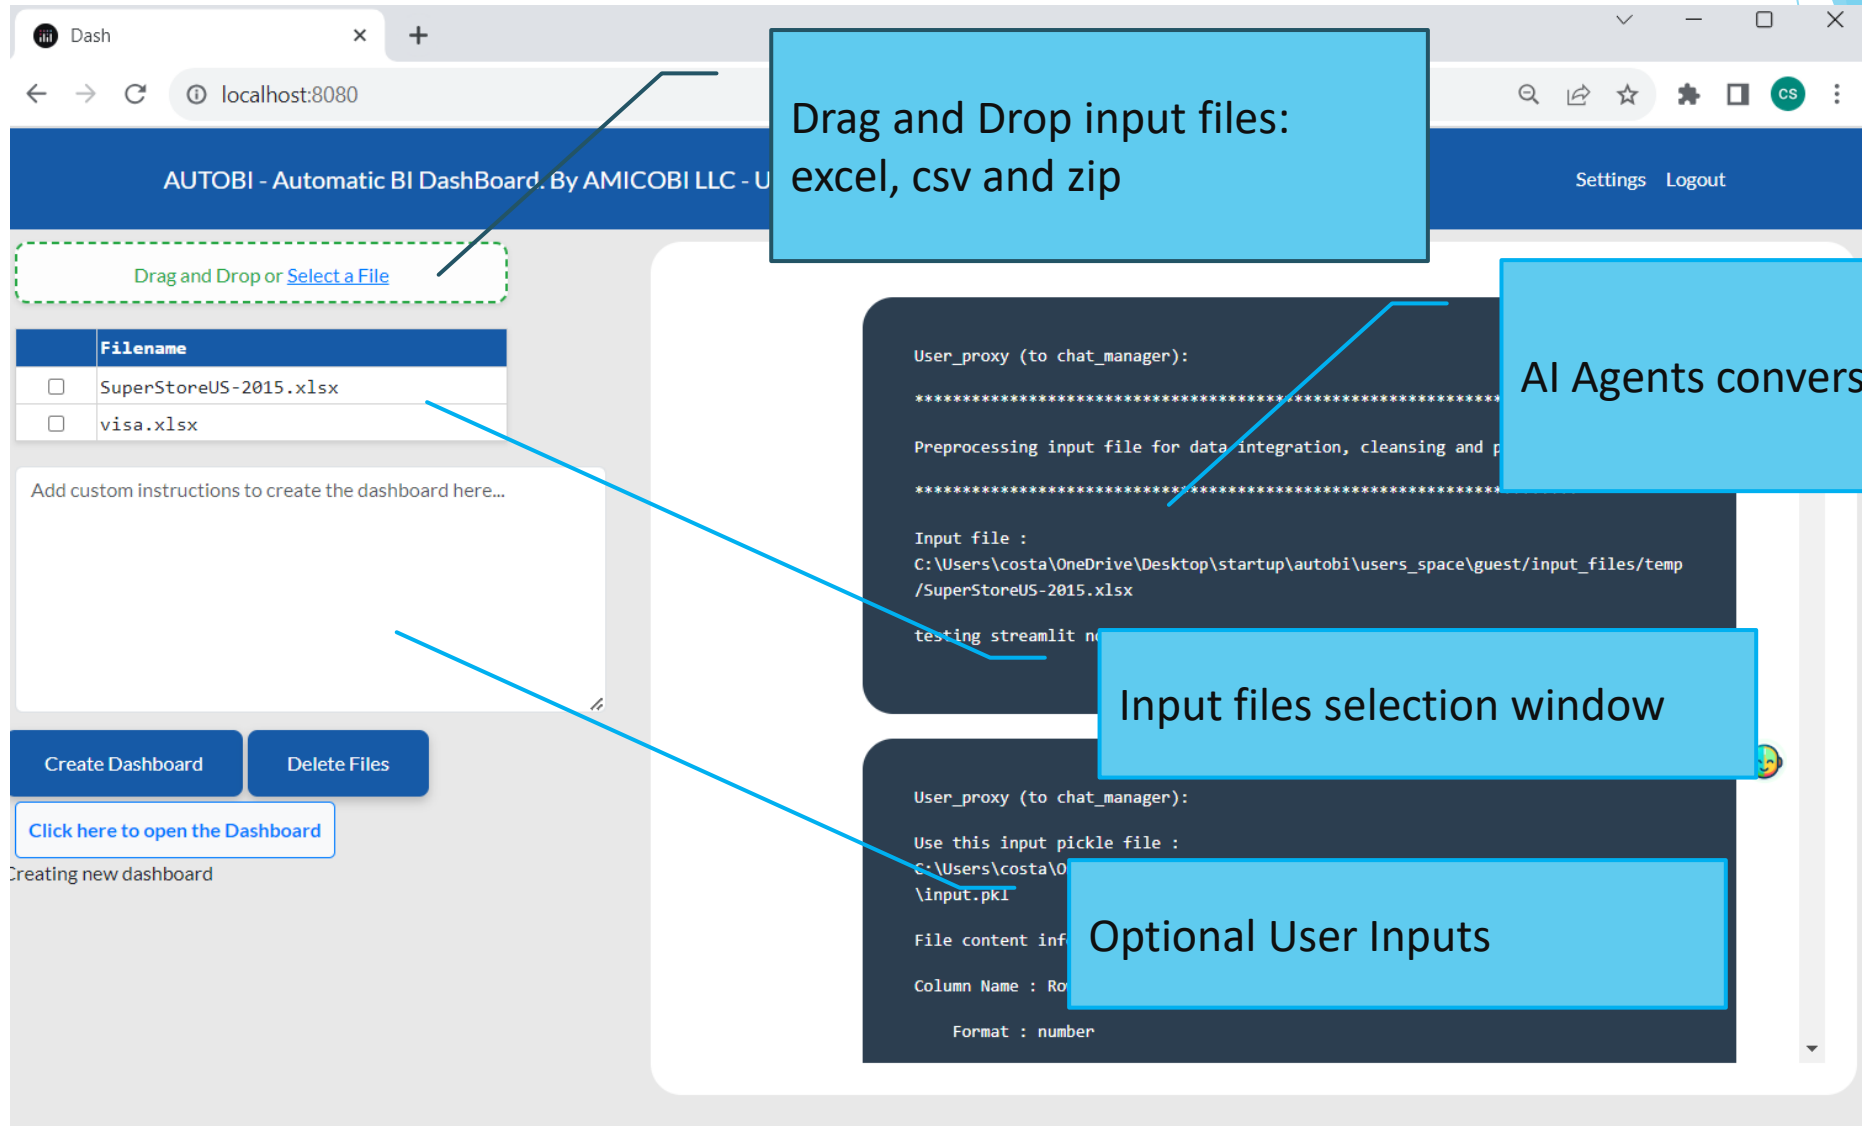 Dash
localhost:8080
CS
Drag and Drop input files:
excel, csv and zip
AUTOBI - Automatic BI DashBoard. By AMICOBI LLC - U
Settings Logout
Drag and Drop or Select a File
Filename
SuperStoreUS-2015.xlsx
visa.xlsx
Add custom instructions to create the dashboard here...
Create Dashboard
Delete Files
Click here to open the Dashboard
Creating new dashboard
AI Agents convers
User_proxy (to chat_manager):
**********************************************************************
Preprocessing input file for data integration, cleansing and p
**********************************************************************
Input file :
C:\Users\costa\OneDrive\Desktop\startup\autobi\users_space\guest/input_files/temp
/SuperStoreUS-2015.xlsx
testing streamlit
Input files selection window
User_proxy (to chat_manager):
Use this input pickle file :
C:\Users\costa\O
\input.pkl
File content inf
Column Name : Ro
Format : number
Optional User Inputs